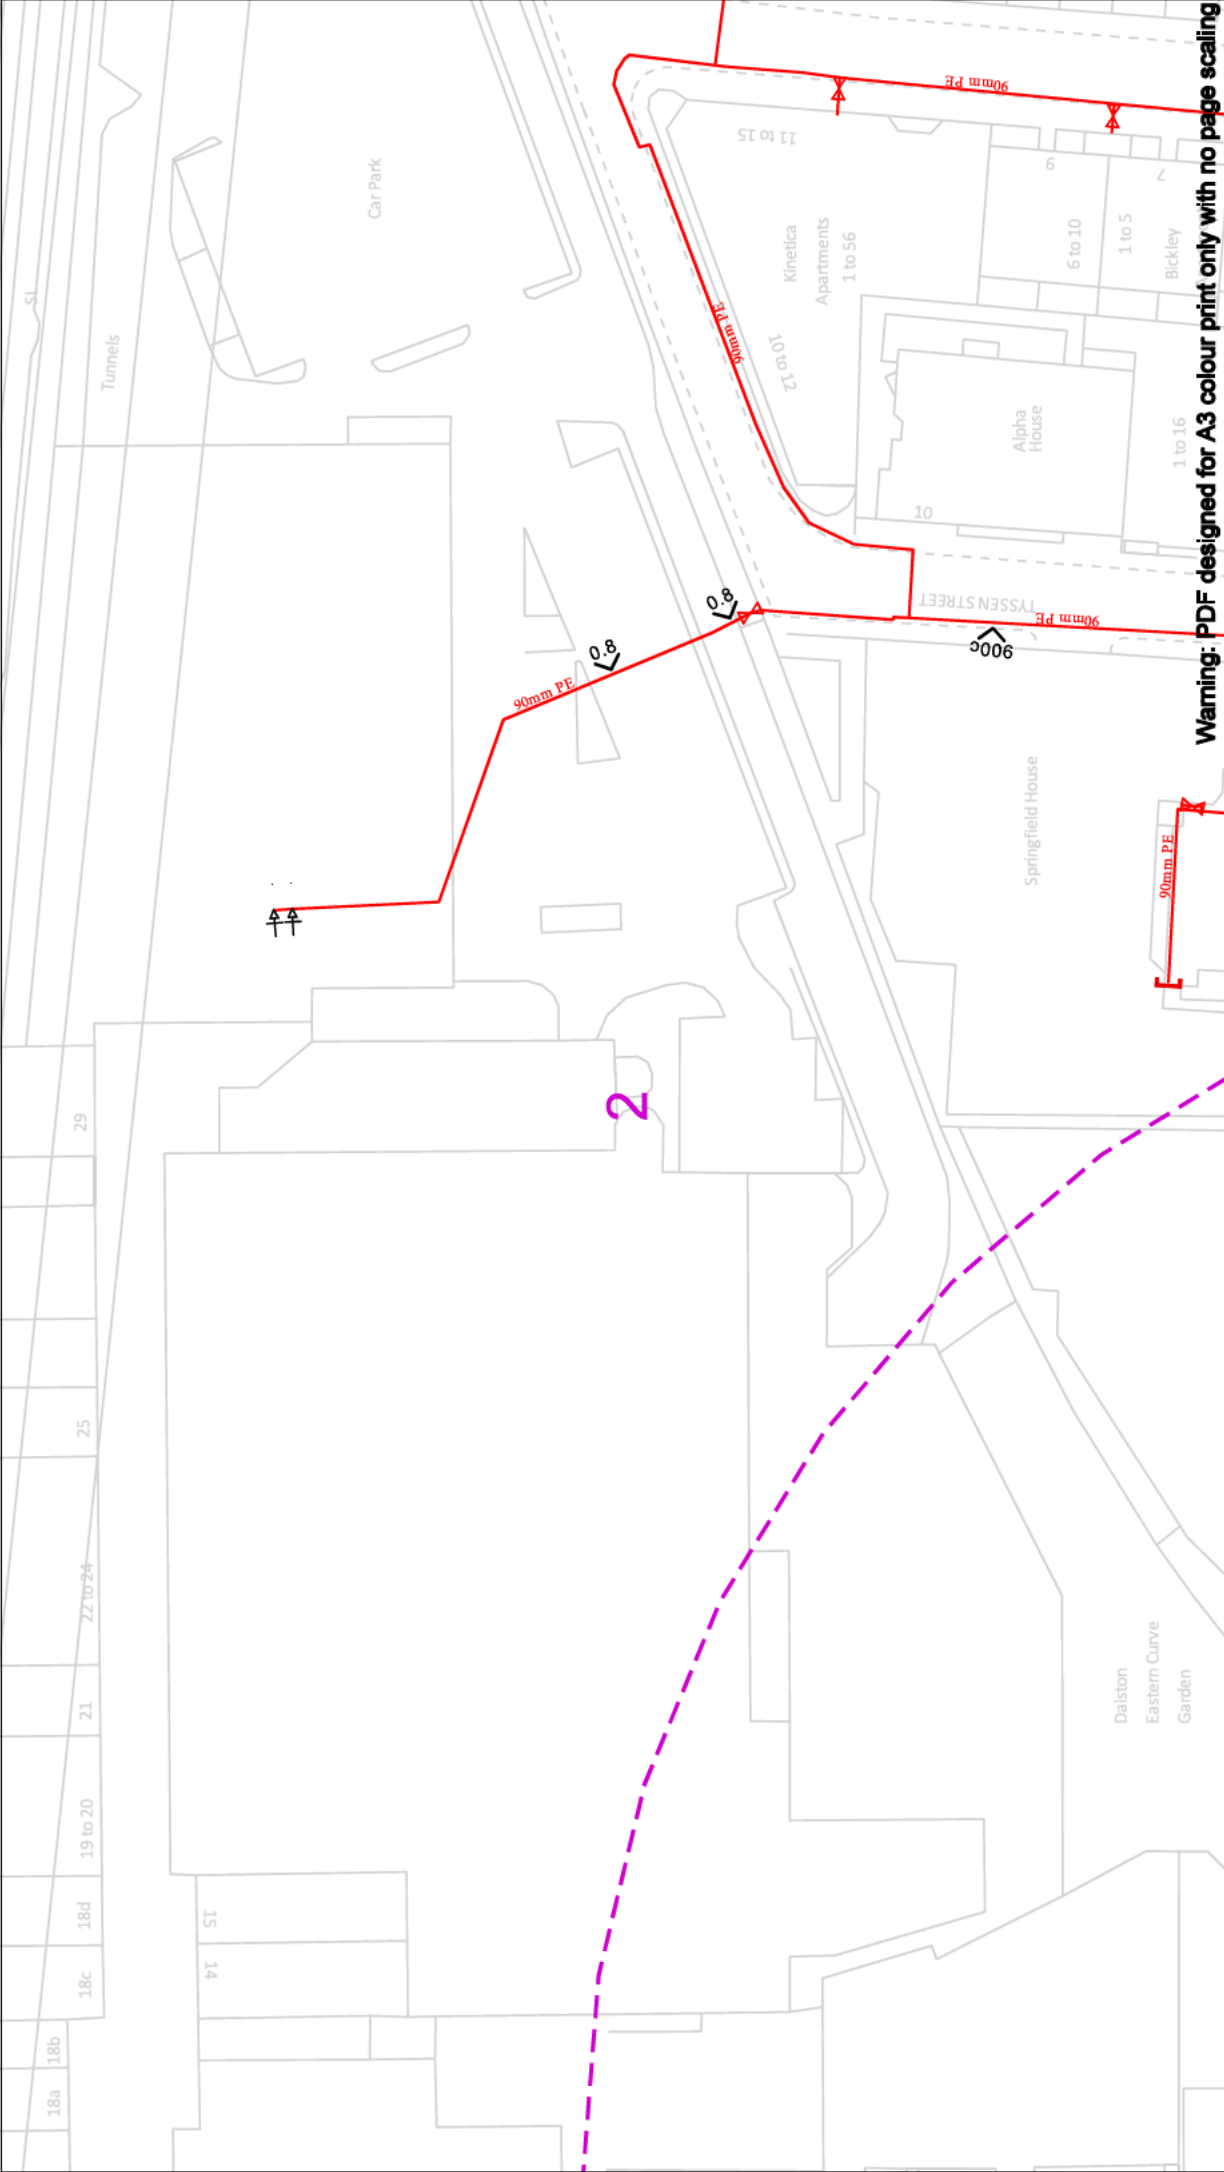 Car Park
Tunnels
ST
90mm PE
11 to 15
9
7
Kinetica
Apartments
1 to 56
6 to 10
1 to 5
Bickley
90mm PE
10 to 12
Alpha
House
1 to 16
10
TYSSEN STREET
90mm PE
900c
0.8
0.8
90mm PE
Springfield House
90mm PE
Warning: PDF designed for A3 colour print only with no page scaling
29
2
25
22 to 24
21
19 to 20
18d
18c
18b
18a
15
14
Dalston
Eastern Curve
Garden